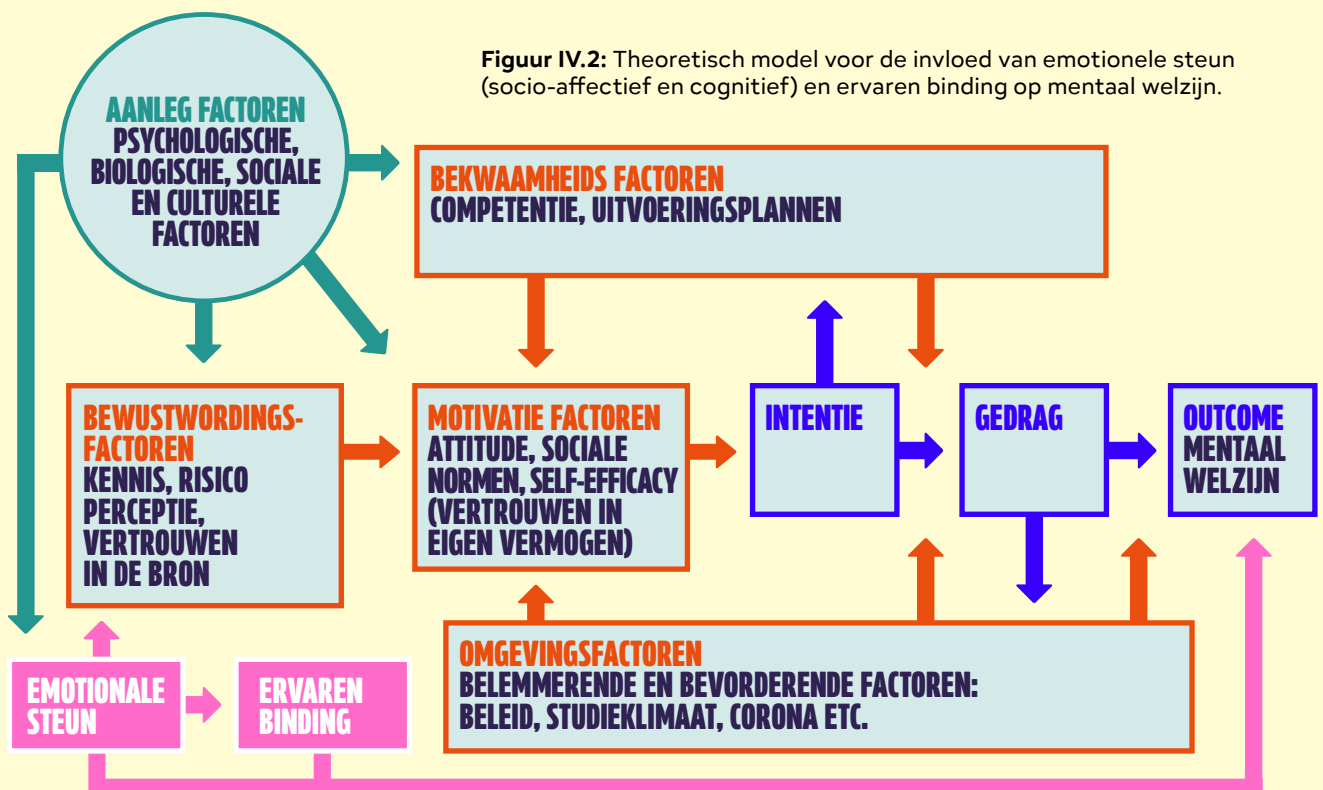 Figuur IV.2: Theoretisch model voor de invloed van emotionele steun
(socio-affectief en cognitief) en ervaren binding op mentaal welzijn.
AANLEG FACTOREN
PSYCHOLOGISCHE,
BIOLOGISCHE, SOCIALE
EN CULTURELE
FACTOREN
BEKWAAMHEIDS FACTOREN
COMPETENTIE, UITVOERINGSPLANNEN
BEWUSTWORDINGS-
FACTOREN
KENNIS, RISICO
PERCEPTIE,
VERTROUWEN
IN DE BRON
MOTIVATIE FACTOREN
ATTITUDE, SOCIALE
NORMEN, SELF-EFFICACY
(VERTROUWEN IN
EIGEN VERMOGEN)
INTENTIE
GEDRAG
OUTCOME
MENTAAL
WELZIJN
EMOTIONALE
STEUN
ERVAREN
BINDING
OMGEVINGSFACTOREN
BELEMMERENDE EN BEVORDERENDE FACTOREN:
BELEID, STUDIEKLIMAAT, CORONA ETC.